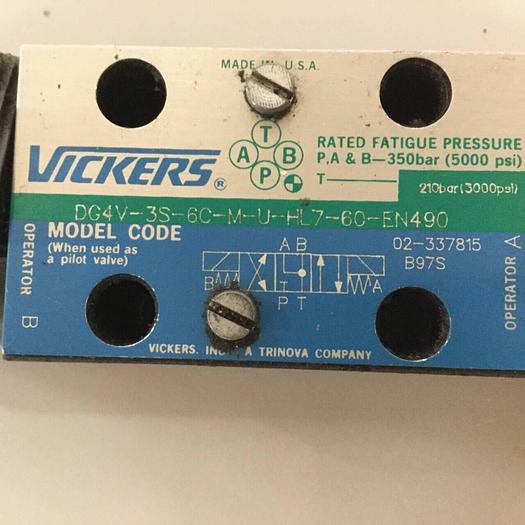 MADE IN U.S.A.
T
A B
P
VICKERS®
RATED FATIGUE PRESSURE
P,A & B—350bar (5000 psi)
T— 210bar (3000psi)
DG4V-3S-6C-M-U-HL7-60-EN490
MODEL CODE
(When used as
a pilot valve)
OPERATOR B
A B
B A
T
P T
02-337815
B97S
OPERATOR A
VICKERS, INC. A TRINOVA COMPANY